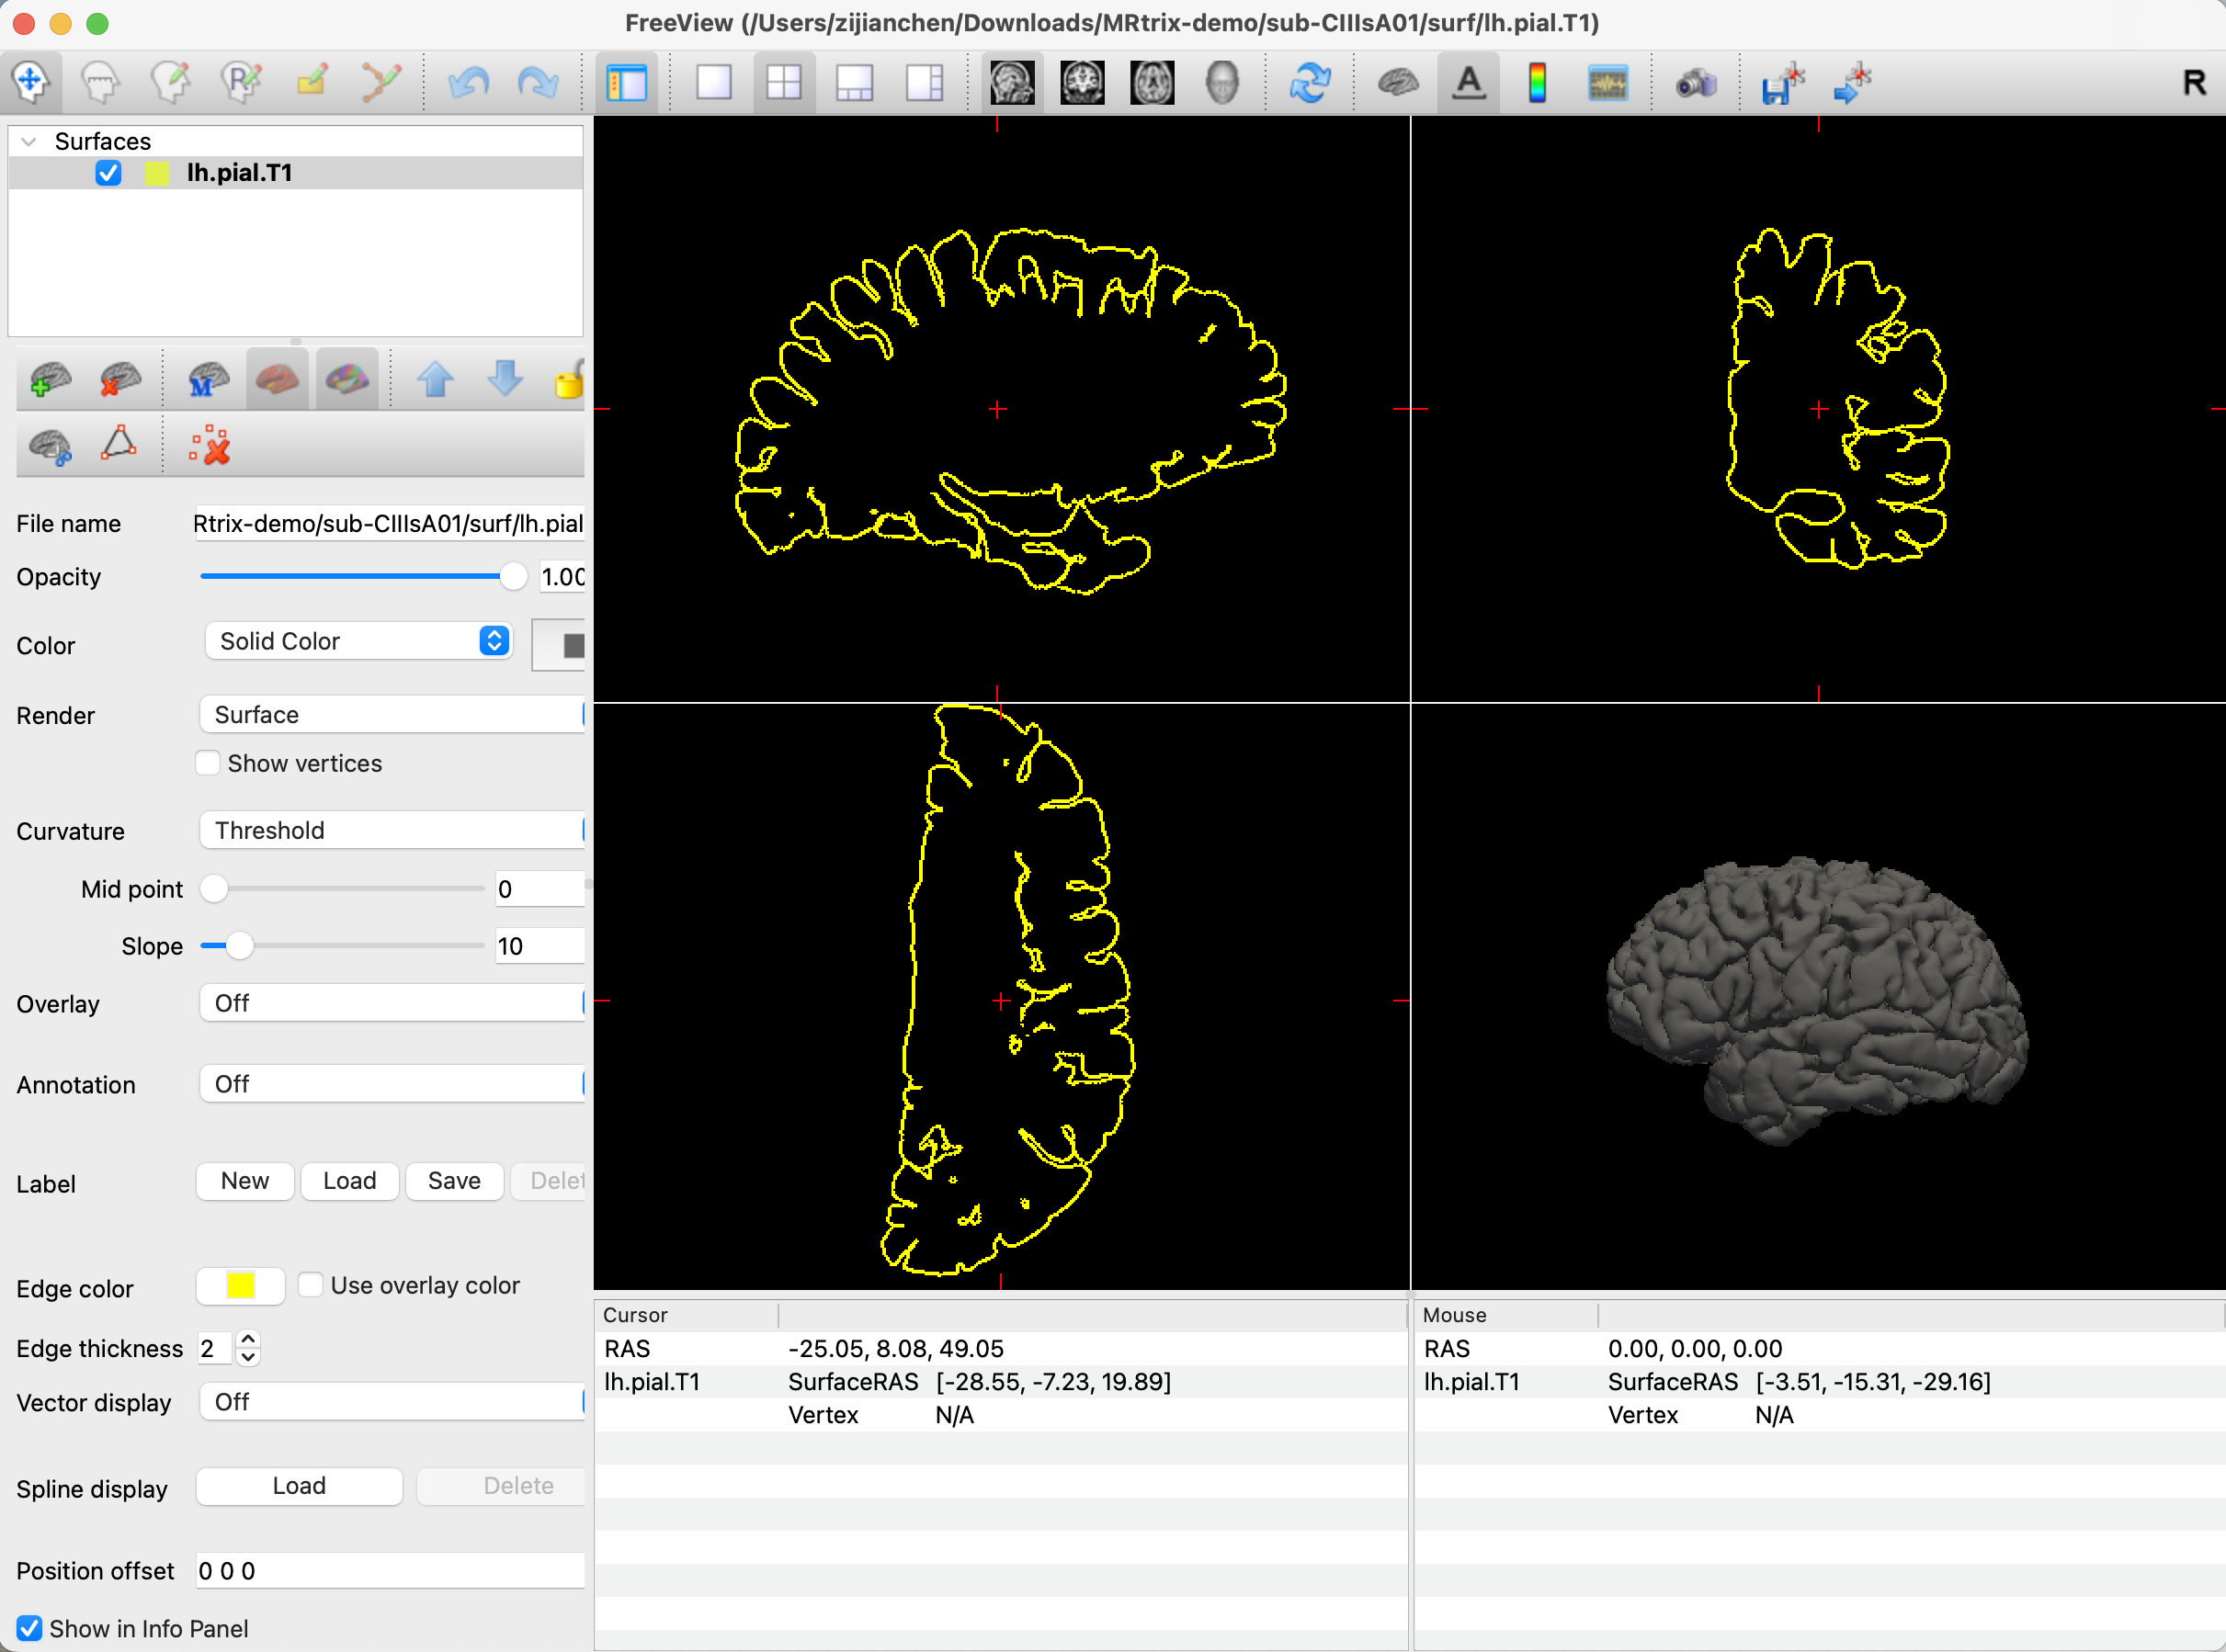 FreeView (/Users/zijianchen/Downloads/MRtrix-demo/sub-CIIIsA01/surf/lh.pial.T1)
R
A
R
Surfaces
lh.pial.T1
M
File name Rtrix-demo/sub-CIIIsA01/surf/lh.pial
Opacity 1.00
Color Solid Color
Render Surface
Show vertices
Curvature Threshold
Mid point 0
Slope 10
Overlay Off
Annotation Off
Label New Load Save Delet
Edge color Use overlay color
Edge thickness 2
Vector display Off
Spline display Load Delete
Position offset 0 0 0
Show in Info Panel
Cursor
RAS -25.05, 8.08, 49.05
lh.pial.T1 SurfaceRAS [-28.55, -7.23, 19.89]
Vertex N/A
Mouse
RAS 0.00, 0.00, 0.00
lh.pial.T1 SurfaceRAS [-3.51, -15.31, -29.16]
Vertex N/A